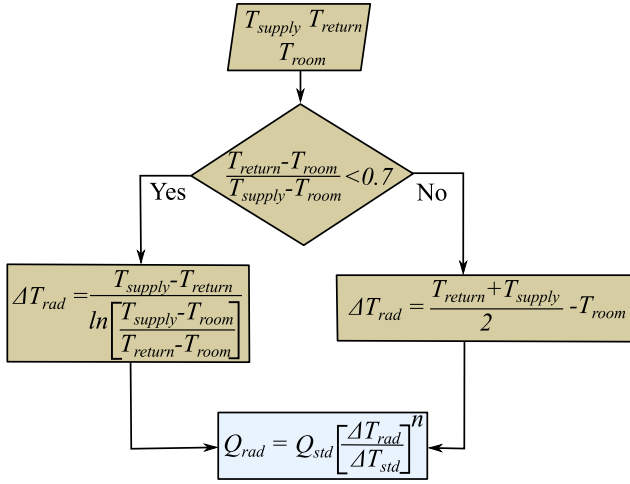 T_supply T_return
T_room
(T_return-T_room)/(T_supply-T_room) <0.7
Yes
No
ΔT_rad = (T_supply-T_return)/(ln[(T_supply-T_room)/(T_return-T_room)])
ΔT_rad = (T_return+T_supply)/2 -T_room
Q_rad = Q_std [ΔT_rad/ΔT_std]^n